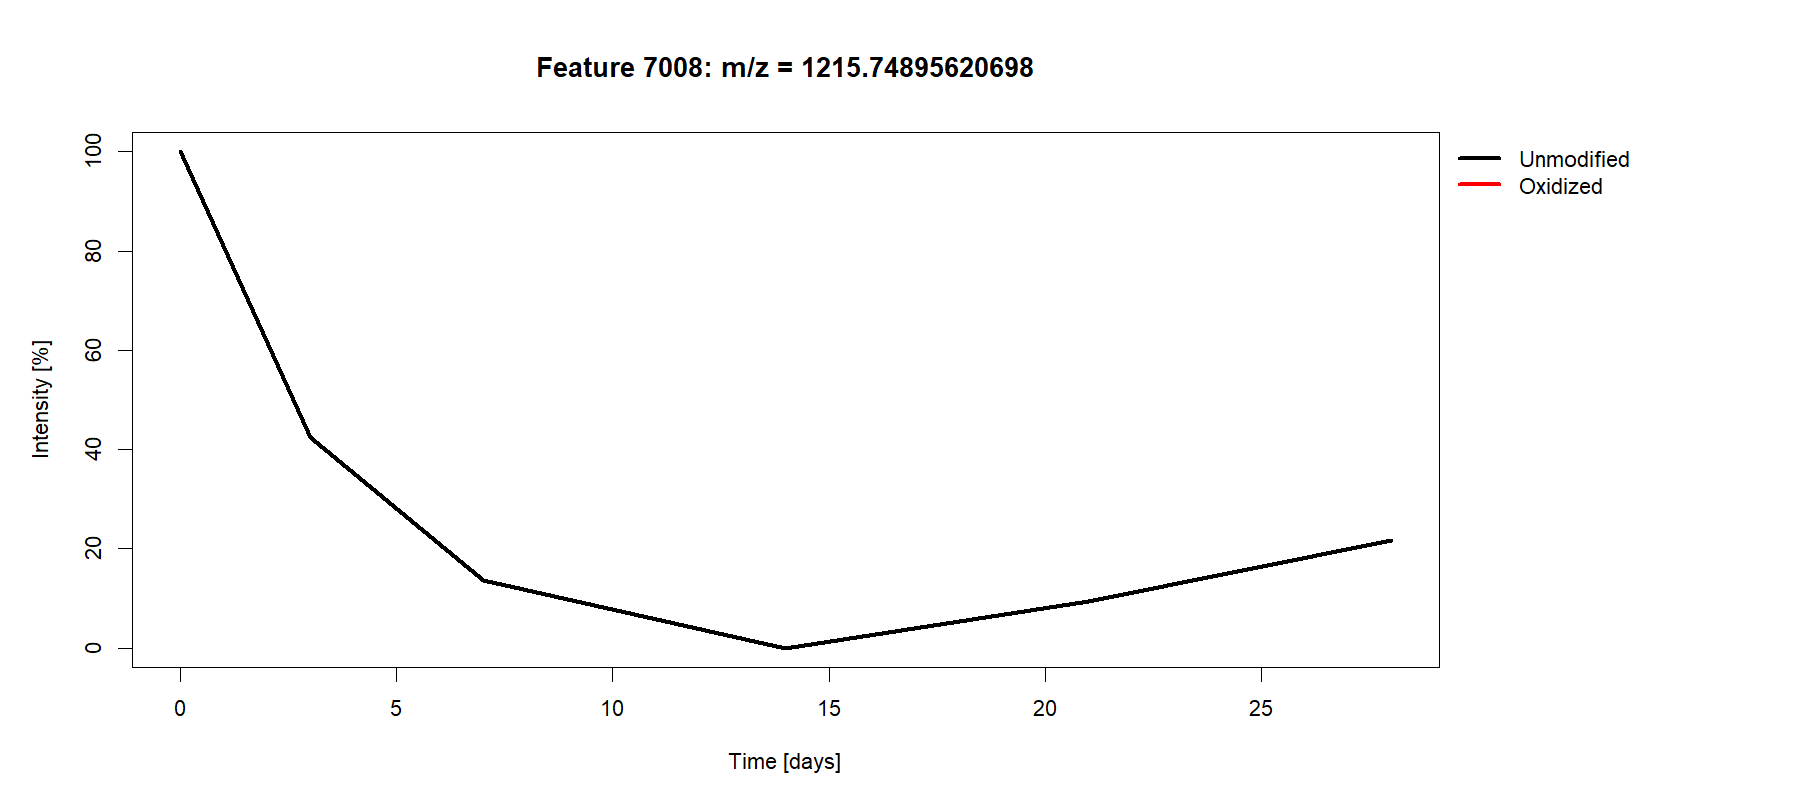 Feature 7008: m/z = 1215.74895620698
Unmodified
Oxidized
Intensity [%]
100
80
60
40
20
0
0 5 10 15 20 25
Time [days]